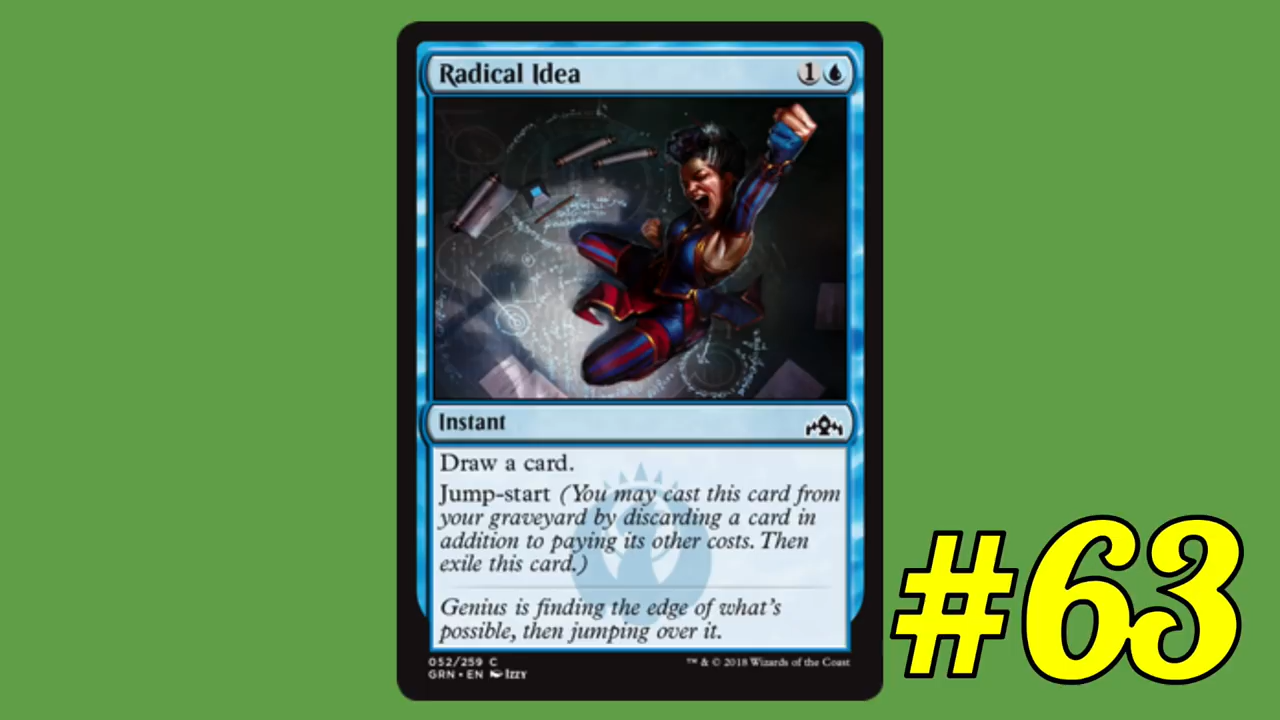 Radical Idea 1
Instant
Draw a card.
Jump-start (You may cast this card from
your graveyard by discarding a card in
addition to paying its other costs. Then
exile this card.)
Genius is finding the edge of what's
possible, then jumping over it.
052/259 C
GRN • EN Izzy
™ & © 2018 Wizards of the Coast
#63